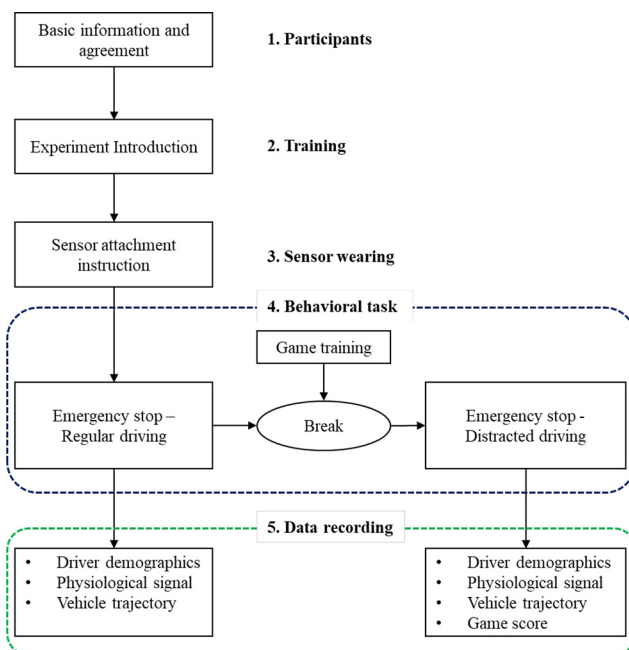 Basic information and
agreement
1. Participants
Experiment Introduction
2. Training
Sensor attachment
instruction
3. Sensor wearing
4. Behavioral task
Game training
Emergency stop –
Regular driving
Break
Emergency stop -
Distracted driving
5. Data recording
• Driver demographics
• Physiological signal
• Vehicle trajectory
• Driver demographics
• Physiological signal
• Vehicle trajectory
• Game score